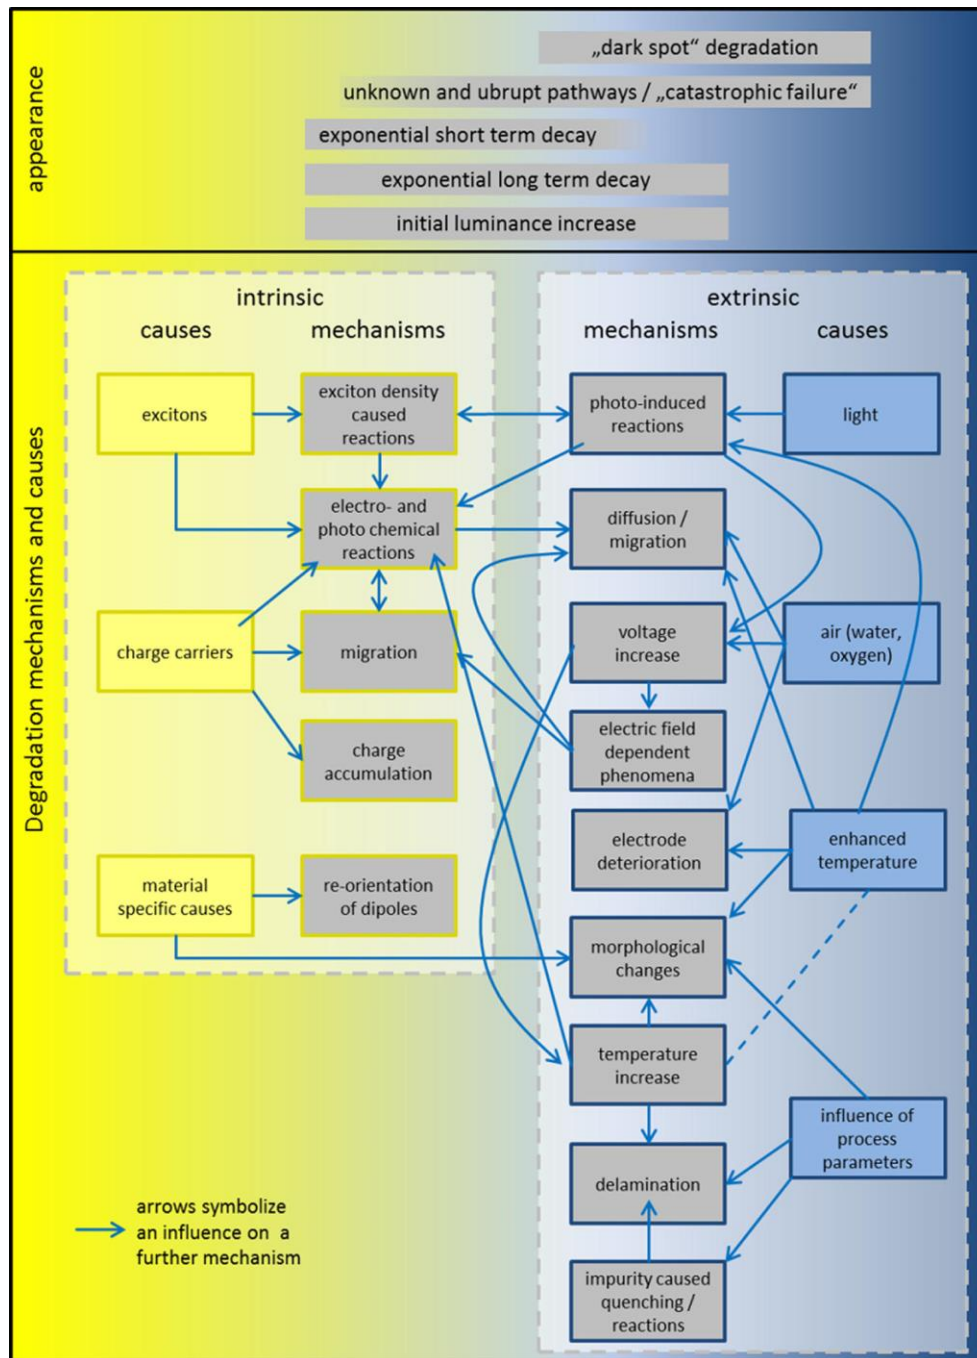 appearance
„dark spot“ degradation
unknown and ubrupt pathways / „catastrophic failure“
exponential short term decay
exponential long term decay
initial luminance increase
Degradation mechanisms and causes
intrinsic
causes
mechanisms
excitons
exciton density
caused
reactions
electro- and
photo chemical
reactions
charge carriers
migration
charge
accumulation
material
specific causes
re-orientation
of dipoles
extrinsic
mechanisms
causes
photo-induced
reactions
light
diffusion /
migration
voltage
increase
air (water,
oxygen)
electric field
dependent
phenomena
electrode
deterioration
enhanced
temperature
morphological
changes
temperature
increase
influence of
process
parameters
delamination
impurity caused
quenching /
reactions
arrows symbolize
an influence on a
further mechanism